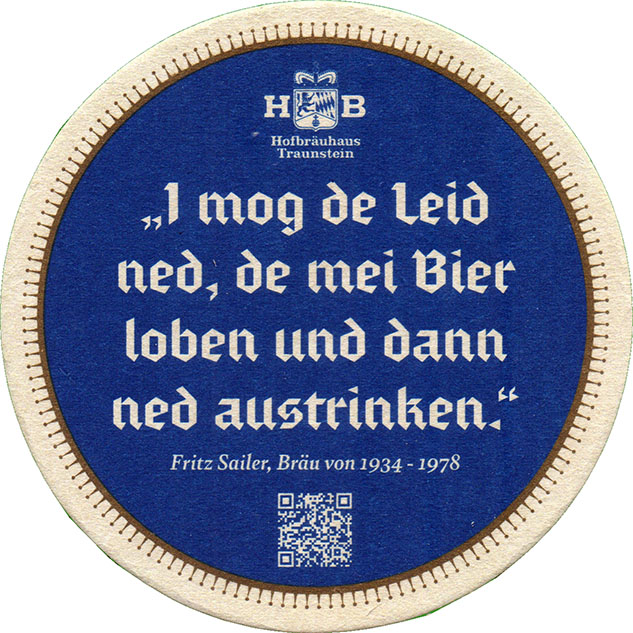 H B
Hofbräuhaus
Traunstein
„I mog de Leid
ned, de mei Bier
loben und dann
ned austrinken.“
Fritz Sailer, Bräu von 1934 - 1978